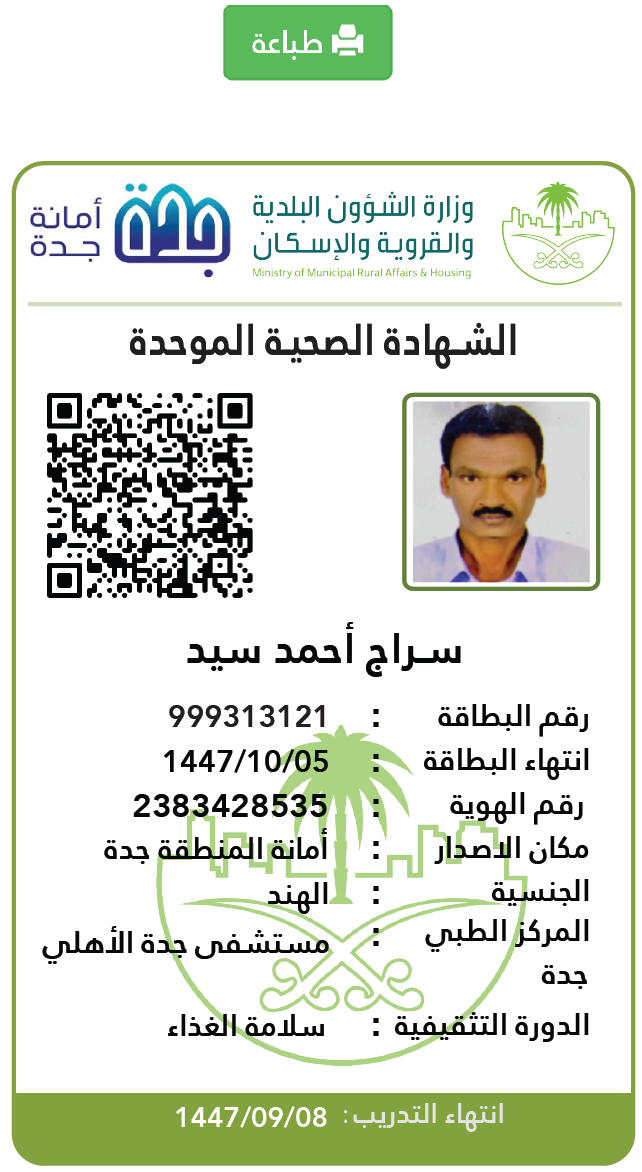 طباعة
أمانة
جدة
جدة
وزارة الشؤون البلدية
والقروية والإسكان
Ministry of Municipal Rural Affairs & Housing
الشهادة الصحية الموحدة
سراج أحمد سيد
رقم البطاقة : 999313121
انتهاء البطاقة : 1447/10/05
رقم الهوية : 2383428535
مكان الاصدار : أمانة المنطقة جدة
الجنسية : الهند
المركز الطبي : مستشفى جدة الأهلي
جدة
الدورة التثقيفية : سلامة الغذاء
انتهاء التدريب : 1447/09/08